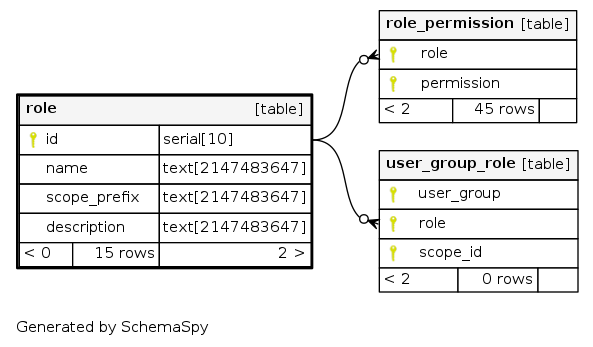 role [table]
id serial[10]
name text[2147483647]
scope_prefix text[2147483647]
description text[2147483647]
< 0 15 rows 2 >
role_permission [table]
role
permission
< 2 45 rows
user_group_role [table]
user_group
role
scope_id
< 2 0 rows
Generated by SchemaSpy